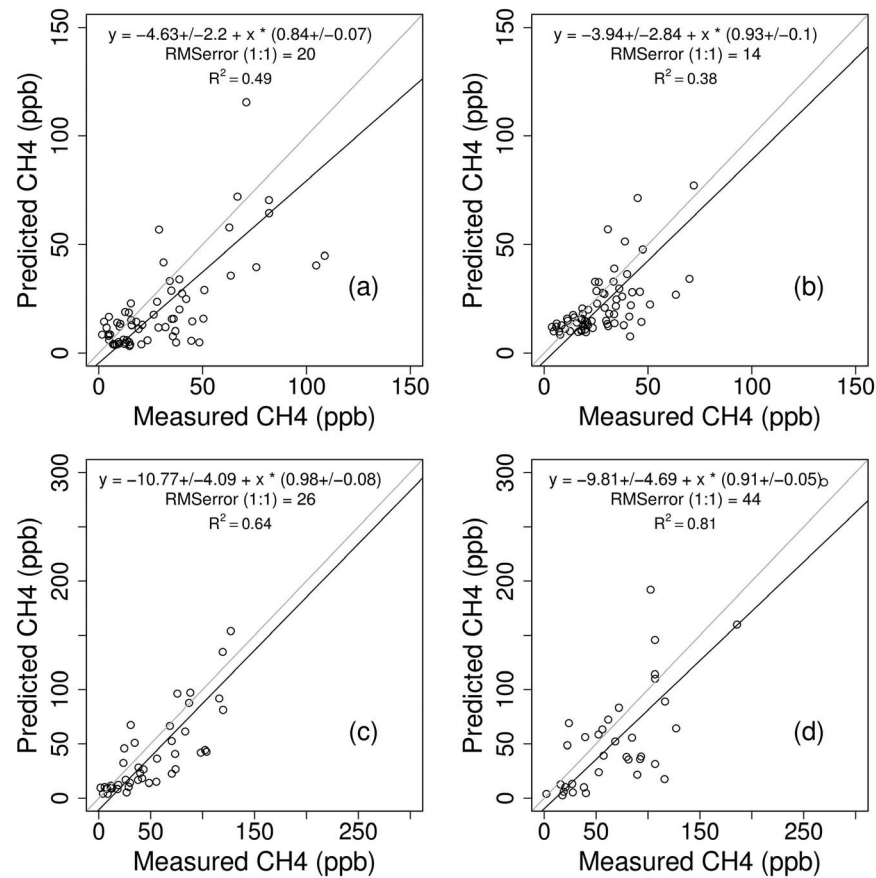 y = −4.63+/−2.2 + x * (0.84+/−0.07)
RMSerror (1:1) = 20
R² = 0.49
(a)
150
100
50
0
Predicted CH4 (ppb)
0 50 100 150
Measured CH4 (ppb)
y = −3.94+/−2.84 + x * (0.93+/−0.1)
RMSerror (1:1) = 14
R² = 0.38
(b)
150
100
50
0
Predicted CH4 (ppb)
0 50 100 150
Measured CH4 (ppb)
y = −10.77+/−4.09 + x * (0.98+/−0.08)
RMSerror (1:1) = 26
R² = 0.64
(c)
300
200
100
50
0
Predicted CH4 (ppb)
0 50 150 250
Measured CH4 (ppb)
y = −9.81+/−4.69 + x * (0.91+/−0.05)
RMSerror (1:1) = 44
R² = 0.81
(d)
300
200
100
50
0
Predicted CH4 (ppb)
0 50 150 250
Measured CH4 (ppb)